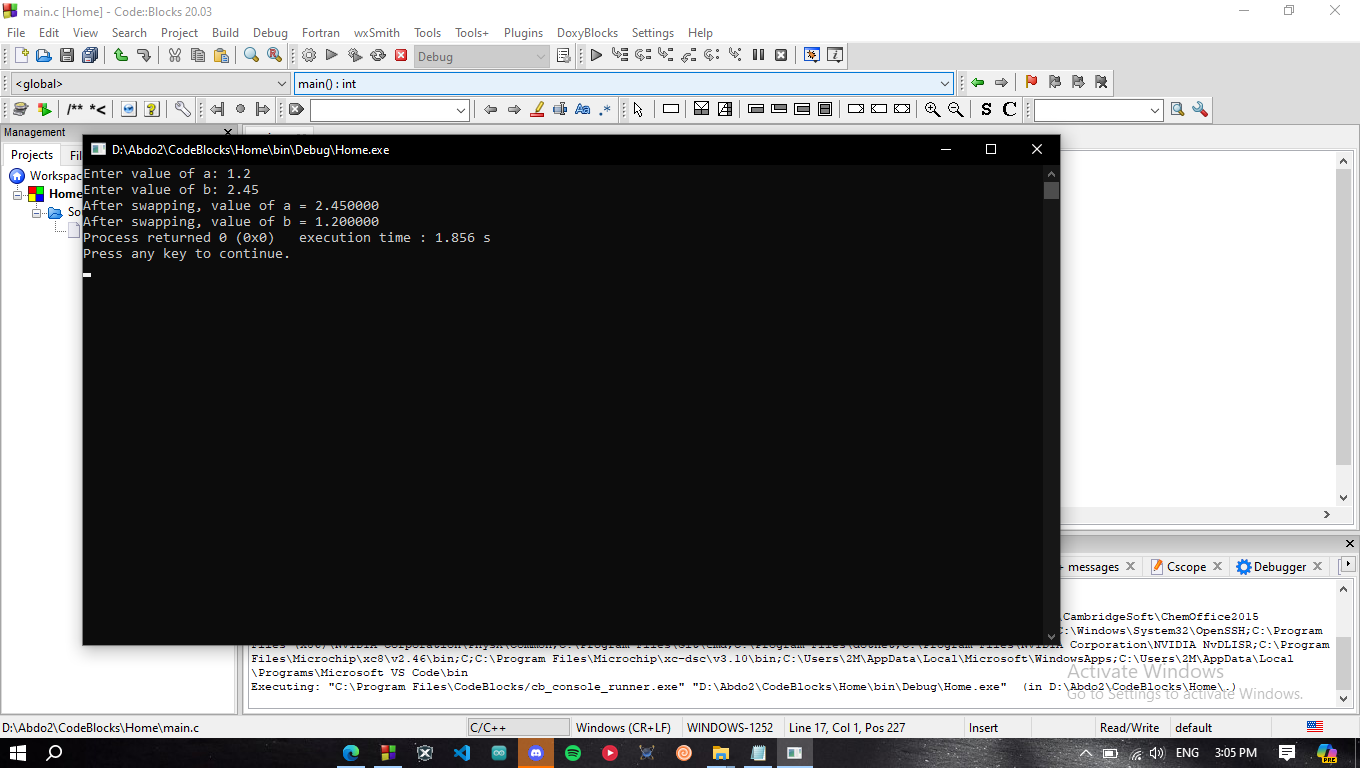 main.c [Home] - Code::Blocks 20.03
File Edit View Search Project Build Debug Fortran wxSmith Tools Tools+ Plugins DoxyBlocks Settings Help
Debug
<global> main() : int
/** *<
Aa .* S C
Management
Projects
D:\Abdo2\CodeBlocks\Home\bin\Debug\Home.exe
Enter value of a: 1.2
Enter value of b: 2.45
After swapping, value of a = 2.450000
After swapping, value of b = 1.200000
Process returned 0 (0x0)   execution time : 1.856 s
Press any key to continue.
Home
messages Cscope Debugger
\CambridgeSoft\ChemOffice2015
:\Windows\System32\OpenSSH;C:\Program
Corporation\NVIDIA NvDLISR;C:\Program
Files\Microchip\xc8\v2.46\bin;C;C:\Program Files\Microchip\xc-dsc\v3.10\bin;C:\Users\2M\AppData\Local\Microsoft\WindowsApps;C:\Users\2M\AppData\Local
\Programs\Microsoft VS Code\bin
Executing: "C:\Program Files\CodeBlocks/cb_console_runner.exe" "D:\Abdo2\CodeBlocks\Home\bin\Debug\Home.exe"  (in D:\Abdo2\CodeBlocks\Home\.)
Activate Windows
Go to Settings to activate Windows.
D:\Abdo2\CodeBlocks\Home\main.c C/C++ Windows (CR+LF) WINDOWS-1252 Line 17, Col 1, Pos 227 Insert Read/Write default
ENG 3:05 PM
PRE